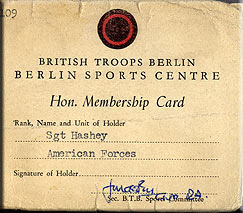 109
BRITISH TROOPS BERLIN
BERLIN SPORTS CENTRE
Hon. Membership Card
Rank, Name and Unit of Holder
Sgt Hashey
American Forces
Signature of Holder
Sec. B.T.B. Sports Committee